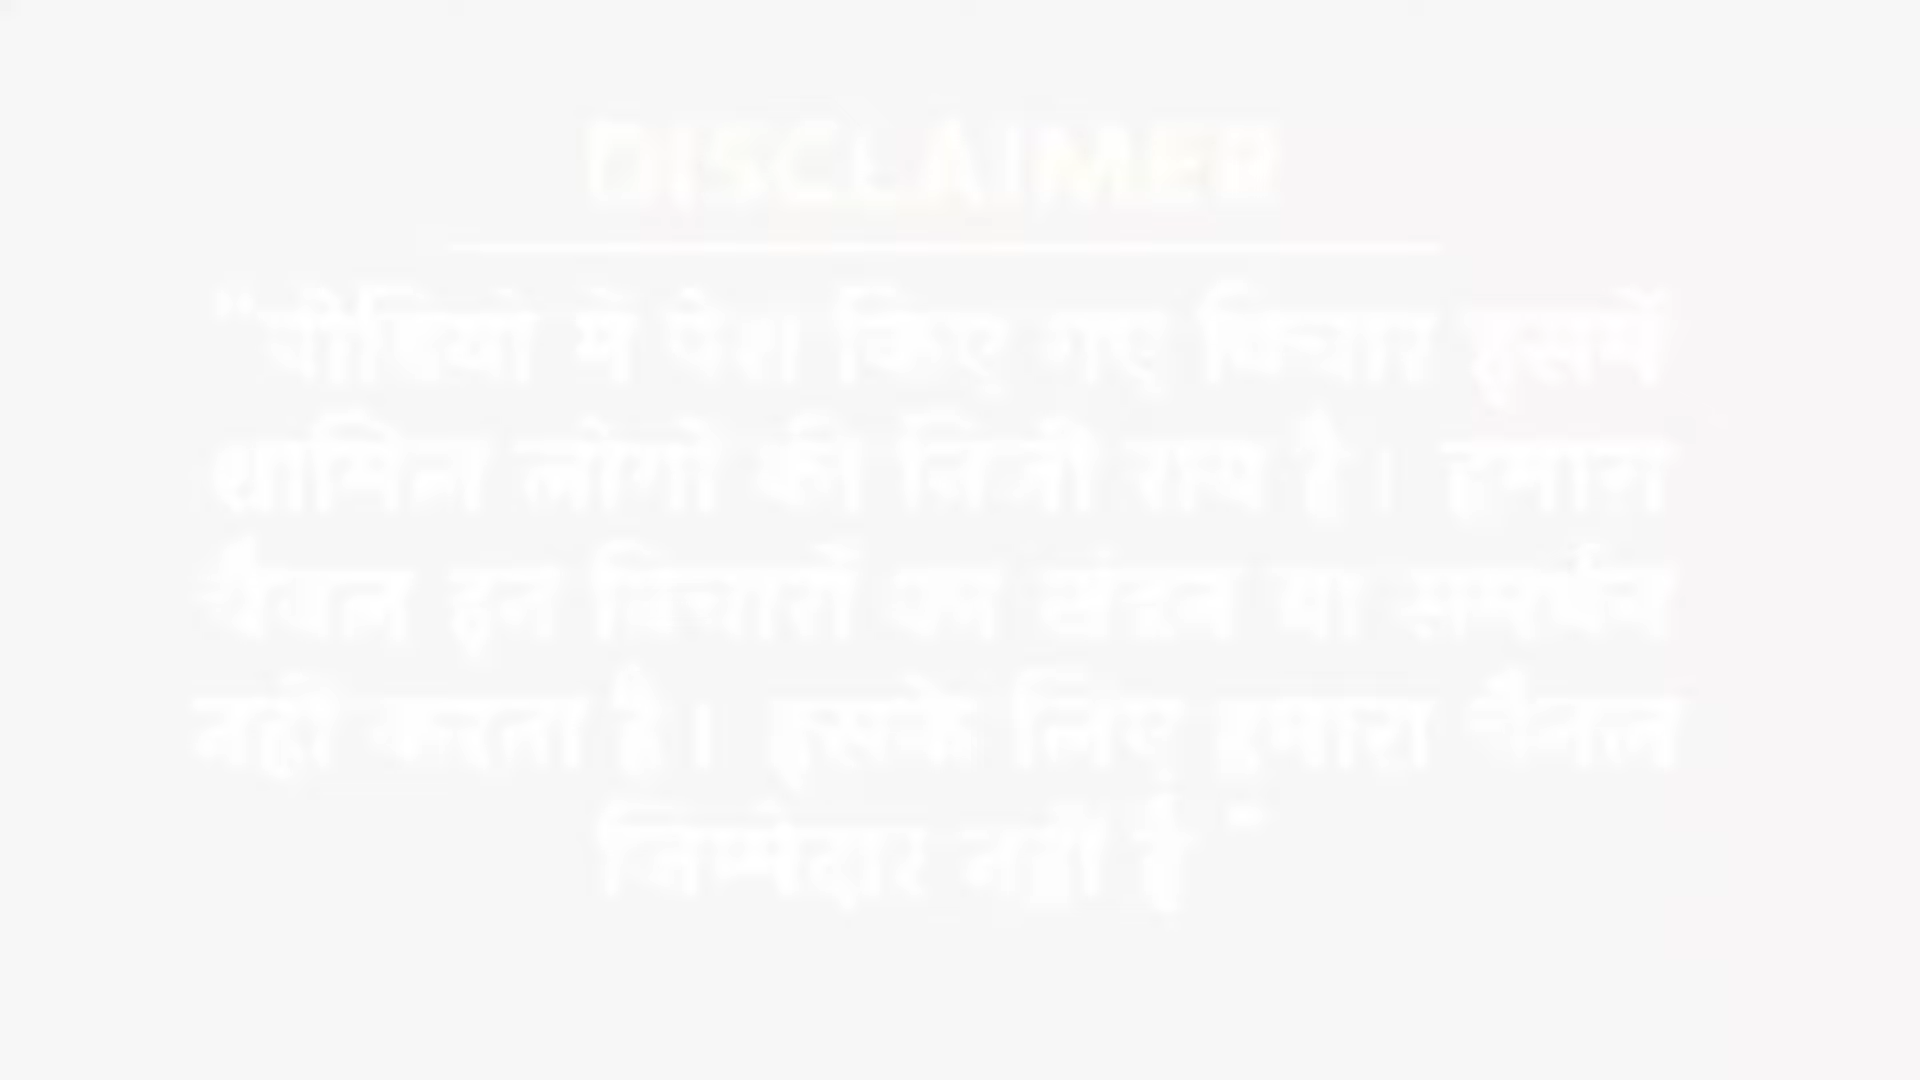 DISCLAIMER
"वीडियो में पेश किए गए विचार इसमें
शामिल लोगों की निजी राय है। हमारा
चैनल इन विचारों का खंडन या समर्थन
नहीं करता है। इसके लिए हमारा चैनल
जिम्मेदार नहीं है"